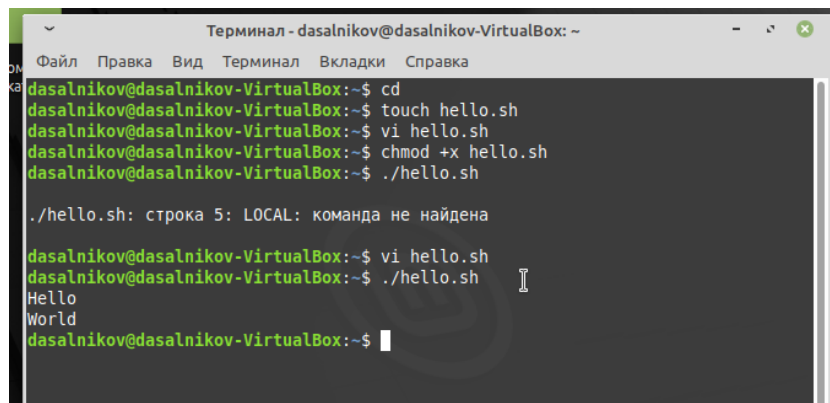 Терминал - dasalnikov@dasalnikov-VirtualBox: ~
Файл Правка Вид Терминал Вкладки Справка
dasalnikov@dasalnikov-VirtualBox:~$ cd
dasalnikov@dasalnikov-VirtualBox:~$ touch hello.sh
dasalnikov@dasalnikov-VirtualBox:~$ vi hello.sh
dasalnikov@dasalnikov-VirtualBox:~$ chmod +x hello.sh
dasalnikov@dasalnikov-VirtualBox:~$ ./hello.sh
./hello.sh: строка 5: LOCAL: команда не найдена
dasalnikov@dasalnikov-VirtualBox:~$ vi hello.sh
dasalnikov@dasalnikov-VirtualBox:~$ ./hello.sh
Hello
World
dasalnikov@dasalnikov-VirtualBox:~$